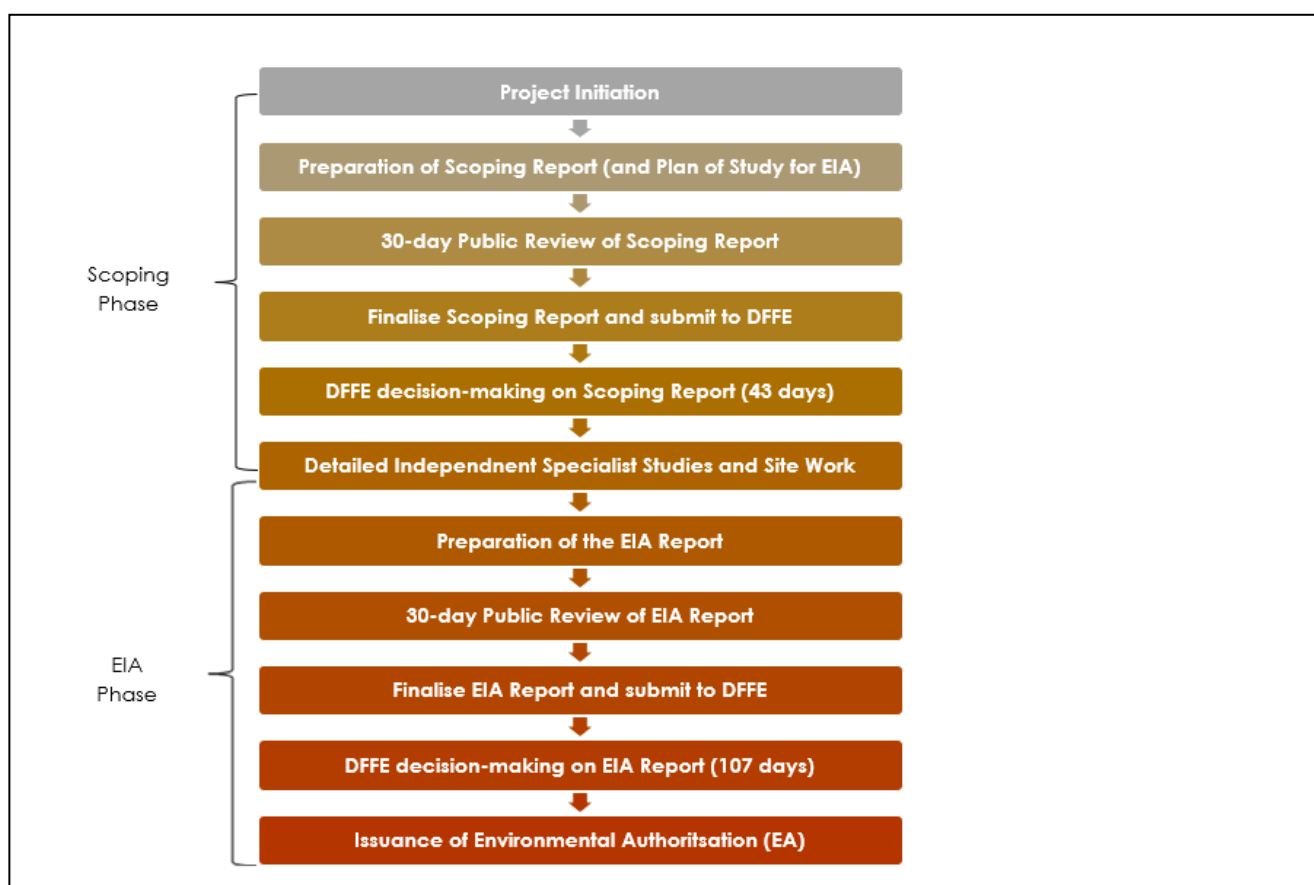 Project Initiation
Preparation of Scoping Report (and Plan of Study for EIA)
30-day Public Review of Scoping Report
Scoping
Phase
Finalise Scoping Report and submit to DFFE
DFFE decision-making on Scoping Report (43 days)
Detailed Independnent Specialist Studies and Site Work
Preparation of the EIA Report
30-day Public Review of EIA Report
EIA
Phase
Finalise EIA Report and submit to DFFE
DFFE decision-making on EIA Report (107 days)
Issuance of Environmental Authoritsation (EA)